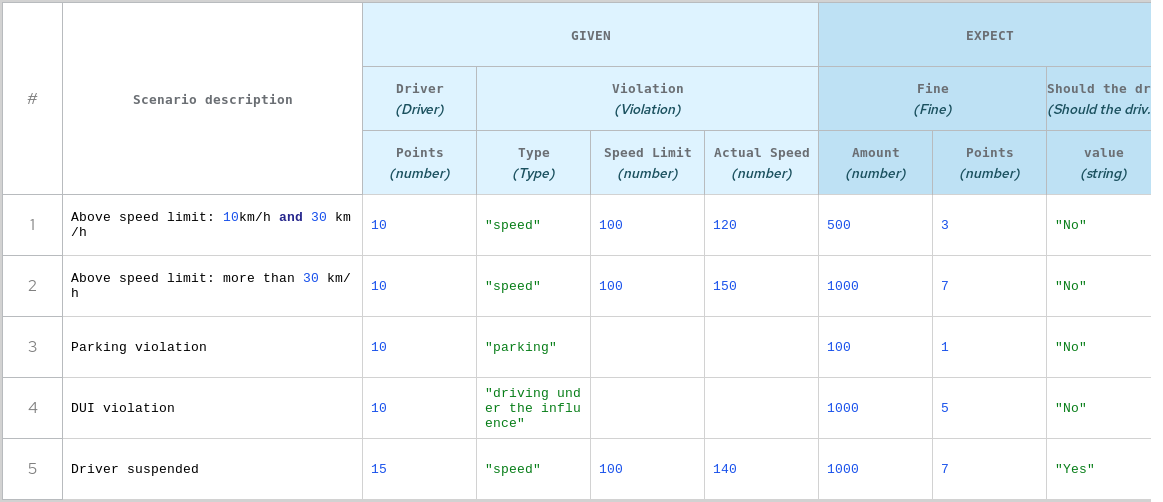 GIVEN
EXPECT
#
Scenario description
Driver
(Driver)
Violation
(Violation)
Fine
(Fine)
Should the dr
(Should the driv.
Points
(number)
Type
(Type)
Speed Limit
(number)
Actual Speed
(number)
Amount
(number)
Points
(number)
value
(string)
1
Above speed limit: 10km/h and 30 km
/h
10
"speed"
100
120
500
3
"No"
2
Above speed limit: more than 30 km/
h
10
"speed"
100
150
1000
7
"No"
3
Parking violation
10
"parking"
100
1
"No"
4
DUI violation
10
"driving und
er the influ
ence"
1000
5
"No"
5
Driver suspended
15
"speed"
100
140
1000
7
"Yes"